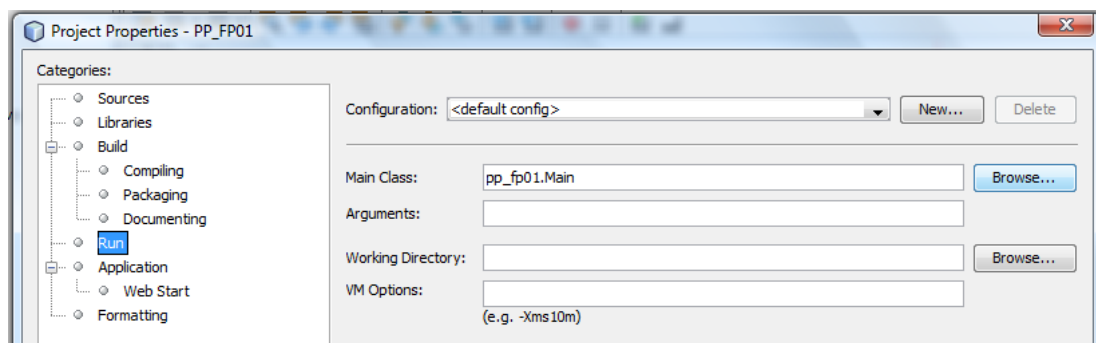 Project Properties - PP_FP01
Categories:
Sources
Libraries
Build
Compiling
Packaging
Documenting
Run
Application
Web Start
Formatting
Configuration: <default config> New... Delete
Main Class: pp_fp01.Main Browse...
Arguments:
Working Directory: Browse...
VM Options:
(e.g. -Xms10m)